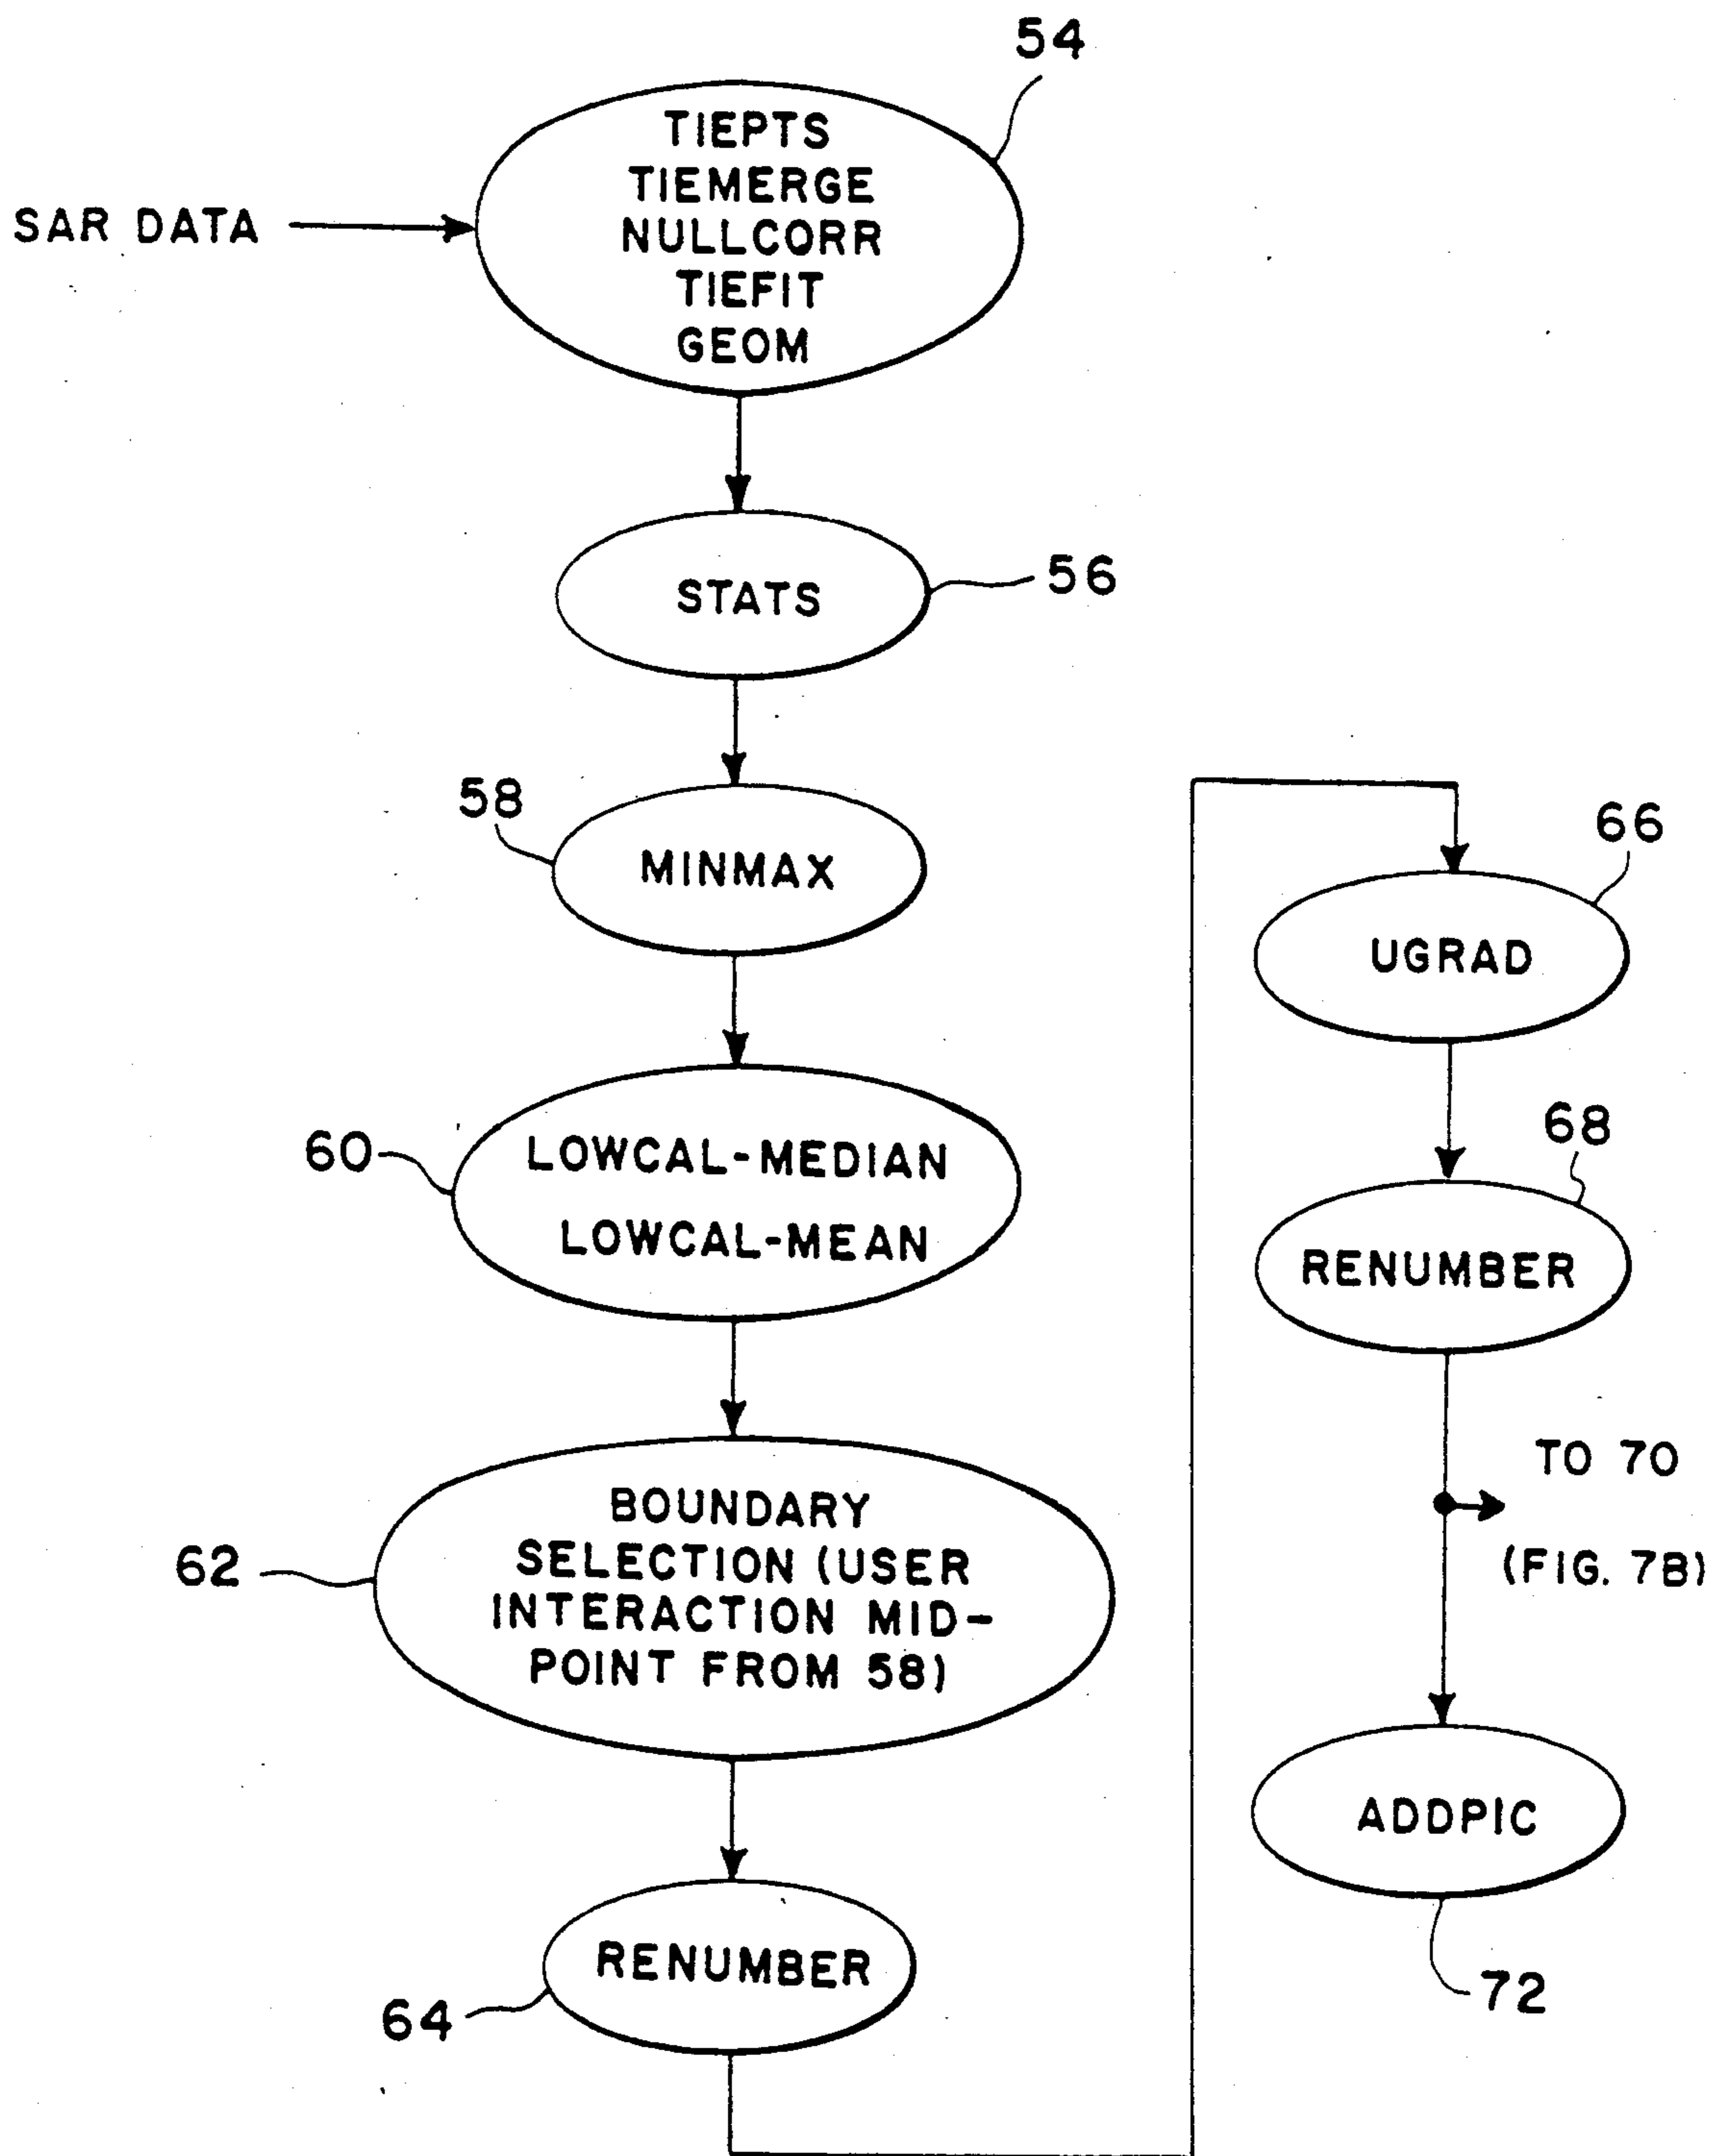 54
TIEPTS
TIEMERGE
NULLCORR
TIEFIT
GEOM
SAR DATA
STATS
56
58
MINMAX
60
LOWCAL-MEDIAN
LOWCAL-MEAN
62
BOUNDARY
SELECTION (USER
INTERACTION MID-
POINT FROM 58)
RENUMBER
64
66
UGRAD
68
RENUMBER
TO 70
(FIG. 7B)
ADDPIC
72